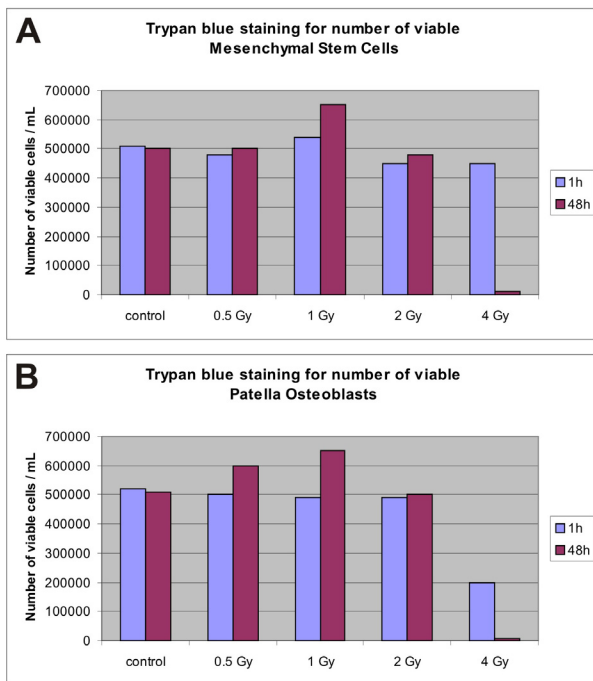 A
Trypan blue staining for number of viable
Mesenchymal Stem Cells
Number of viable cells / mL
700000
600000
500000
400000
300000
200000
100000
0
control 0.5 Gy 1 Gy 2 Gy 4 Gy
1h
48h
B
Trypan blue staining for number of viable
Patella Osteoblasts
Number of viable cells / mL
700000
600000
500000
400000
300000
200000
100000
0
control 0.5 Gy 1 Gy 2 Gy 4 Gy
1h
48h